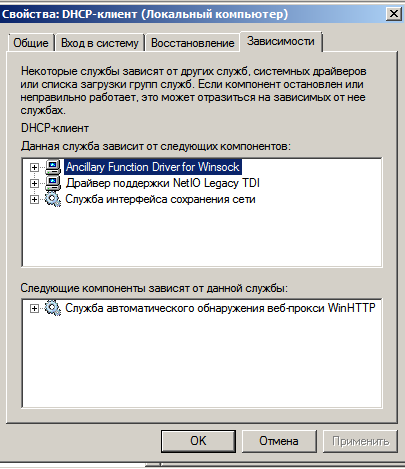 Свойства: DHCP-клиент (Локальный компьютер)
Общие Вход в систему Восстановление Зависимости
Некоторые службы зависят от других служб, системных драйверов
или списка загрузки групп служб. Если компонент остановлен или
неправильно работает, это может отразиться на зависимых от нее
службах.
DHCP-клиент
Данная служба зависит от следующих компонентов:
Ancillary Function Driver for Winsock
Драйвер поддержки NetIO Legacy TDI
Служба интерфейса сохранения сети
Следующие компоненты зависят от данной службы:
Служба автоматического обнаружения веб-прокси WinHTTP
OK Отмена Применить